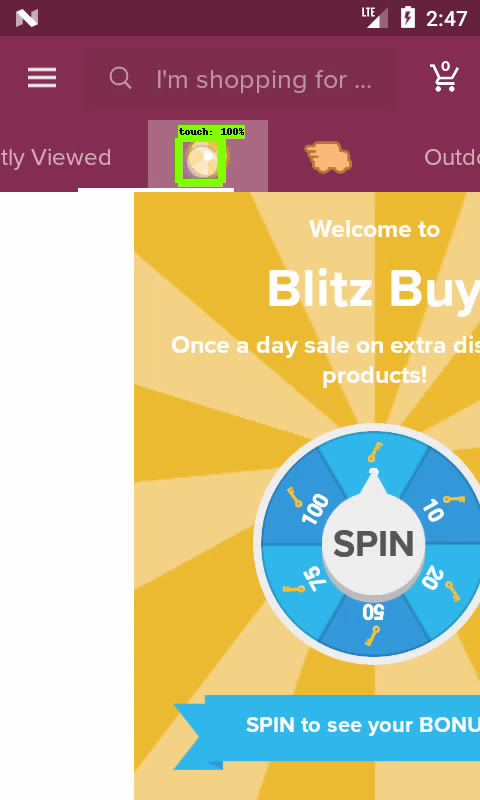 LTE 2:47
I'm shopping for ...
0
touch: 100%
tly Viewed
Outdo
Welcome to
Blitz Buy
Once a day sale on extra dis
products!
100
10
SPIN
75
20
50
SPIN to see your BONU